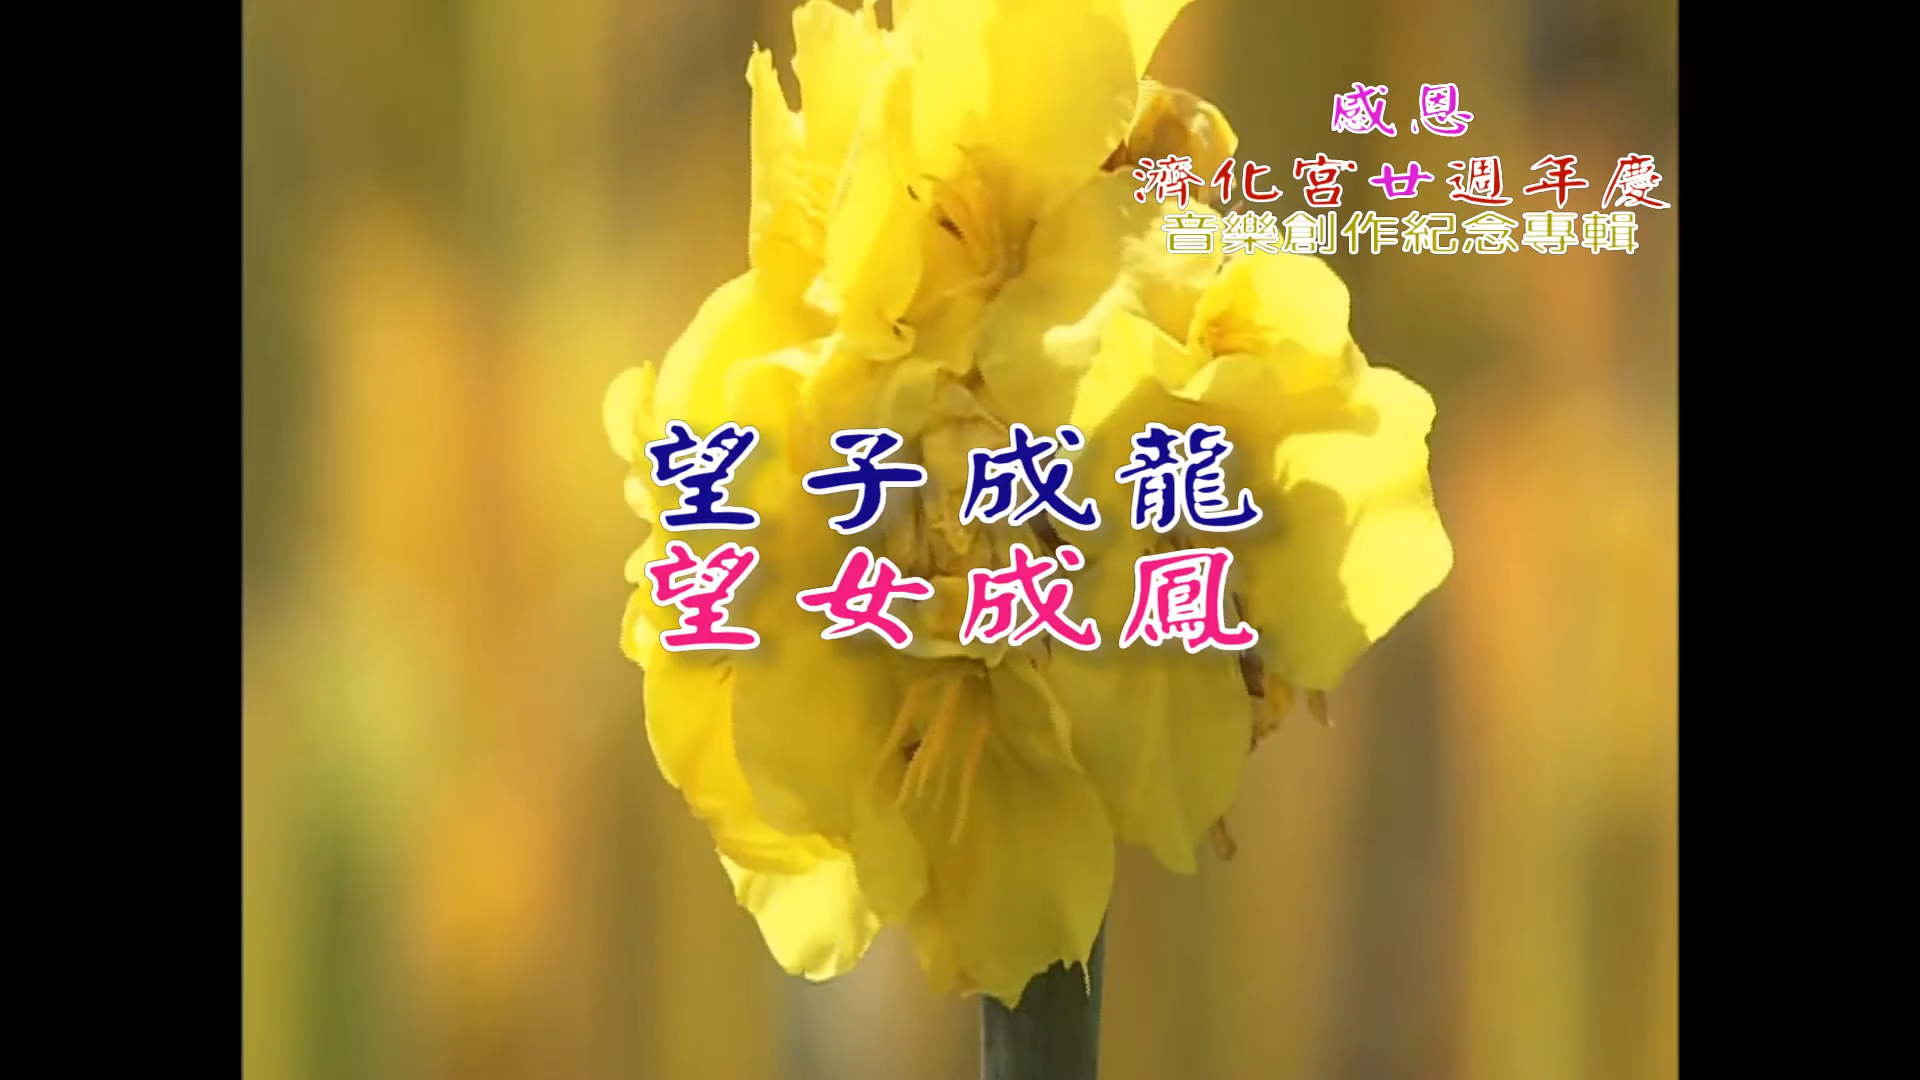 感恩
濟化宮廿週年慶
音樂創作紀念專輯
望子成龍
望女成鳳